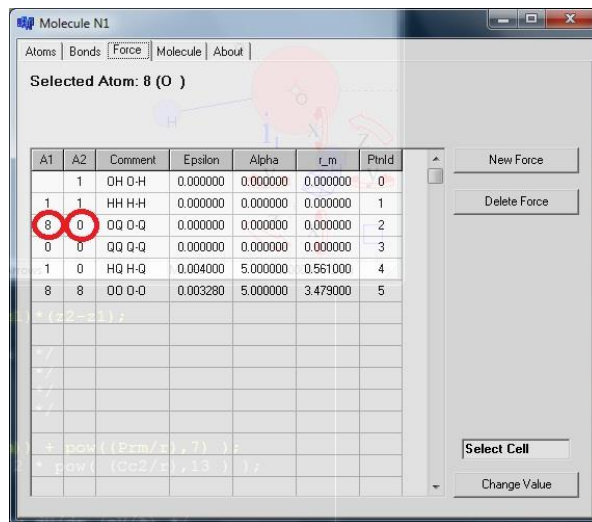 Molecule N1
Atoms Bonds Force Molecule About
Selected Atom: 8 (O )
A1 A2 Comment Epsilon Alpha r_m PtnId
1 OH O-H 0.000000 0.000000 0.000000 0
1 1 HH H-H 0.000000 0.000000 0.000000 1
8 0 OQ O-Q 0.000000 0.000000 0.000000 2
0 0 QQ Q-Q 0.000000 0.000000 0.000000 3
1 0 HQ H-Q 0.004000 5.000000 0.561000 4
8 8 OO O-O 0.003280 5.000000 3.479000 5
New Force
Delete Force
Select Cell
Change Value